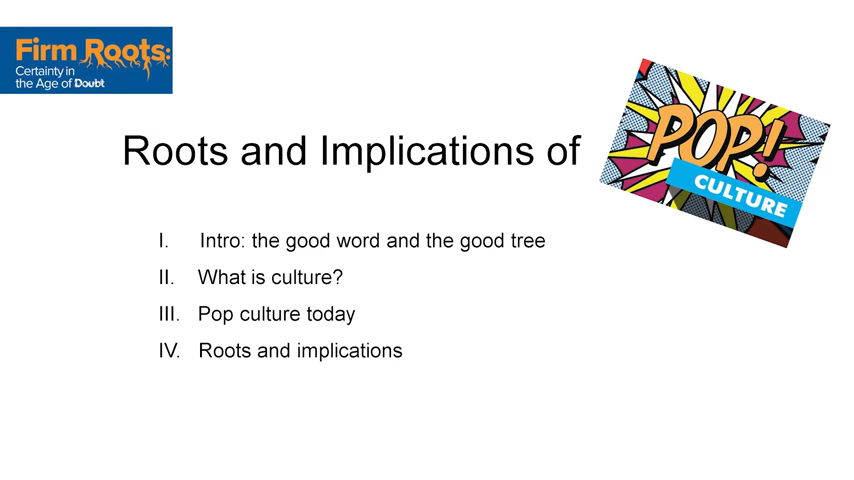 Firm Roots:
Certainty in
the Age of Doubt
Roots and Implications of
POP!
CULTURE
I. Intro: the good word and the good tree
II. What is culture?
III. Pop culture today
IV. Roots and implications